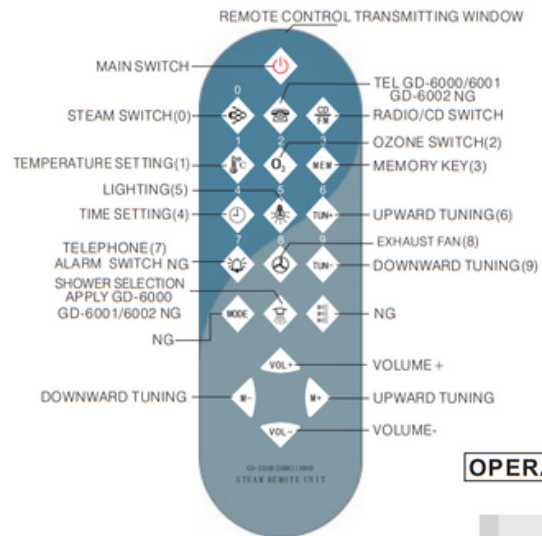 REMOTE CONTROL TRANSMITTING WINDOW
MAIN SWITCH
TEL GD-6000/6001
GD-6002 NG
0
STEAM SWITCH(0)
CD
FM
RADIO/CD SWITCH
OZONE SWITCH(2)
1
2
3
TEMPERATURE SETTING(1)
°C
O3
MEM
MEMORY KEY(3)
LIGHTING(5)
4
5
6
TIME SETTING(4)
TUN+
UPWARD TUNING(6)
TELEPHONE(7)
7
8
9
EXHAUST FAN(8)
ALARM SWITCH NG
TUN-
DOWNWARD TUNING(9)
SHOWER SELECTION
APPLY GD-6000
GD-6001/6002 NG
MODE
NG
NG
VOL+
VOLUME +
DOWNWARD TUNING
M-
M+
UPWARD TUNING
VOL-
VOLUME-
STEAM REMOTE UNIT
OPERA